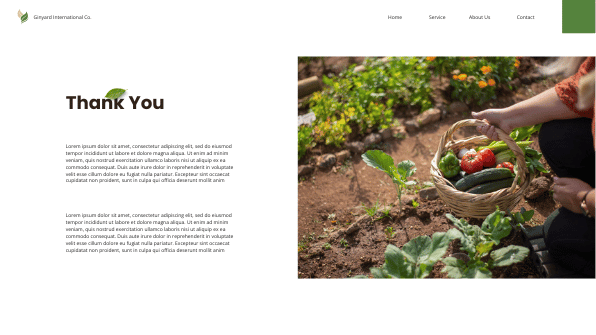 Ginyard International Co.
Home
Service
About Us
Contact
Thank You
Lorem ipsum dolor sit amet, consectetur adipiscing elit, sed do eiusmod
tempor incididunt ut labore et dolore magna aliqua. Ut enim ad minim
veniam, quis nostrud exercitation ullamco laboris nisi ut aliquip ex ea
commodo consequat. Duis aute irure dolor in reprehenderit in voluptate
velit esse cillum dolore eu fugiat nulla pariatur. Excepteur sint occaecat
cupidatat non proident, sunt in culpa qui officia deserunt mollit anim
Lorem ipsum dolor sit amet, consectetur adipiscing elit, sed do eiusmod
tempor incididunt ut labore et dolore magna aliqua. Ut enim ad minim
veniam, quis nostrud exercitation ullamco laboris nisi ut aliquip ex ea
commodo consequat. Duis aute irure dolor in reprehenderit in voluptate
velit esse cillum dolore eu fugiat nulla pariatur. Excepteur sint occaecat
cupidatat non proident, sunt in culpa qui officia deserunt mollit anim